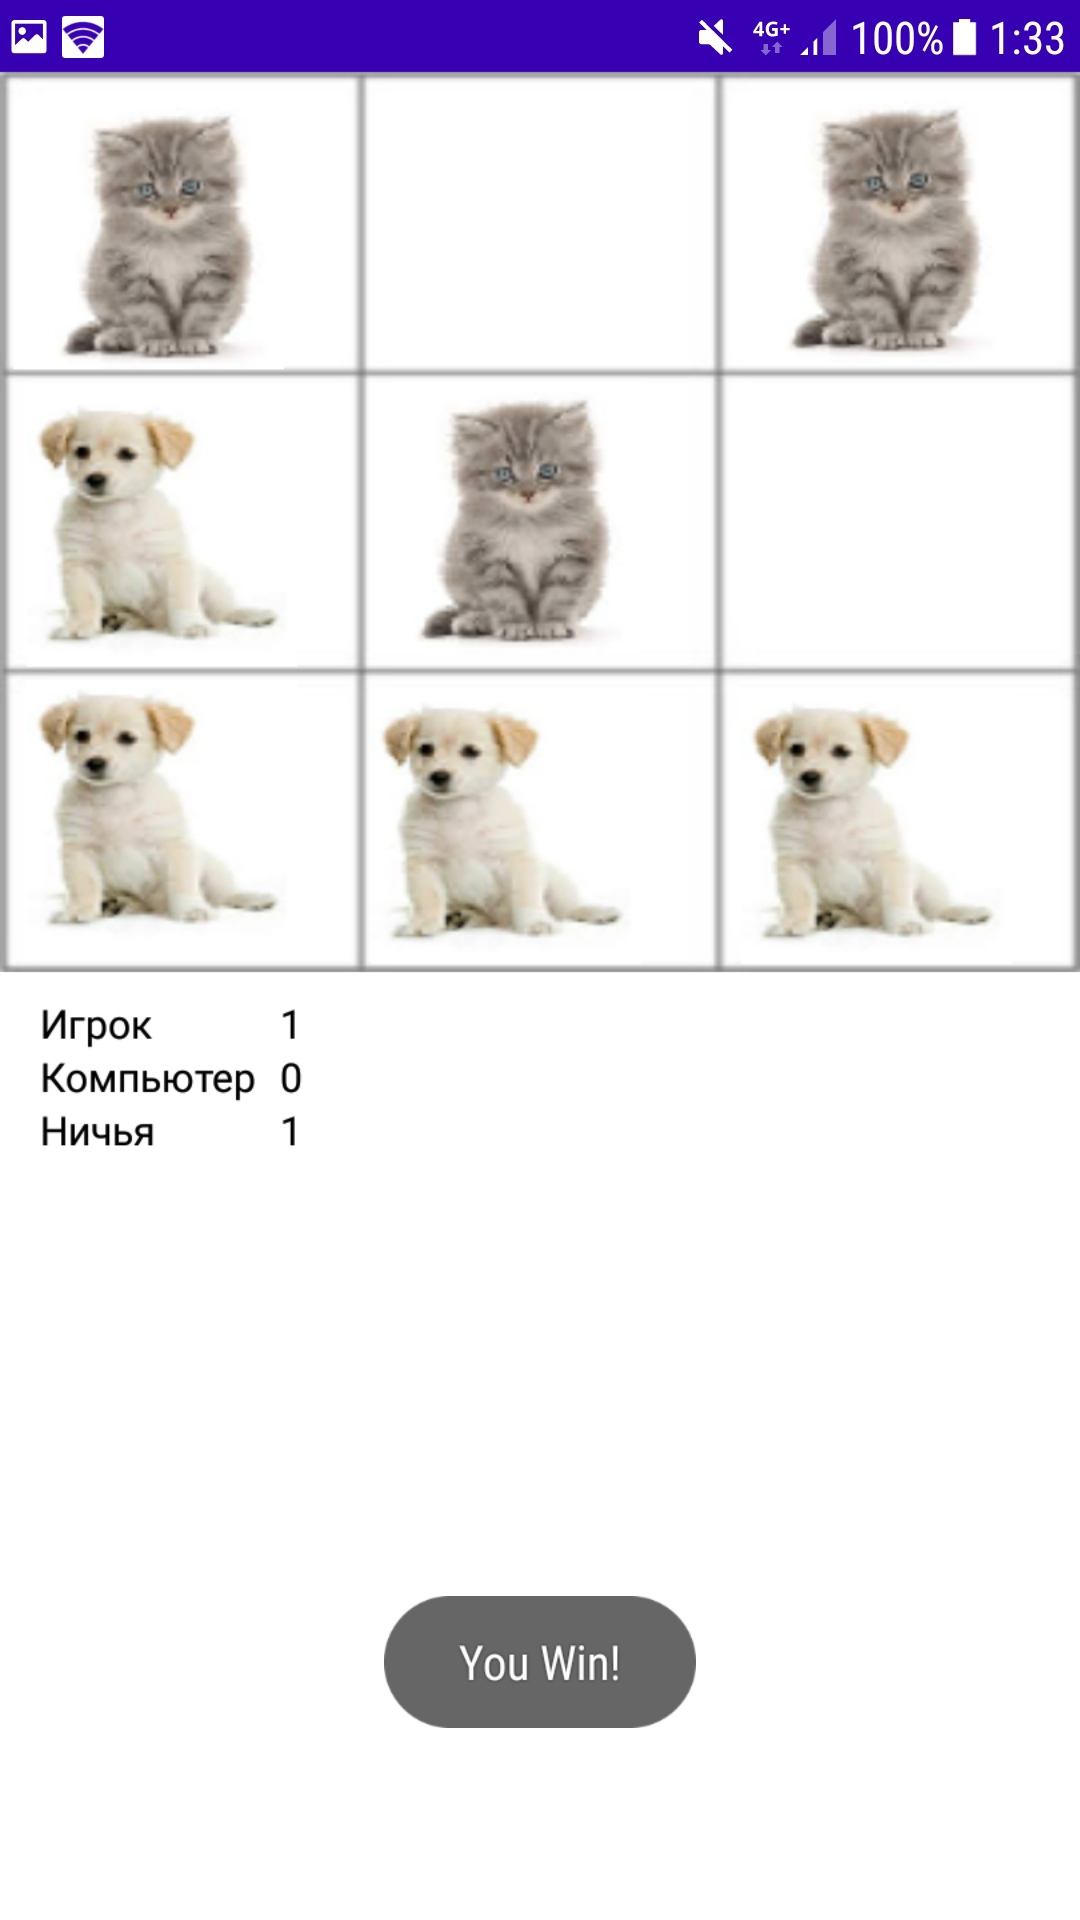 4G+ 100% 1:33
Игрок 1
Компьютер 0
Ничья 1
You Win!